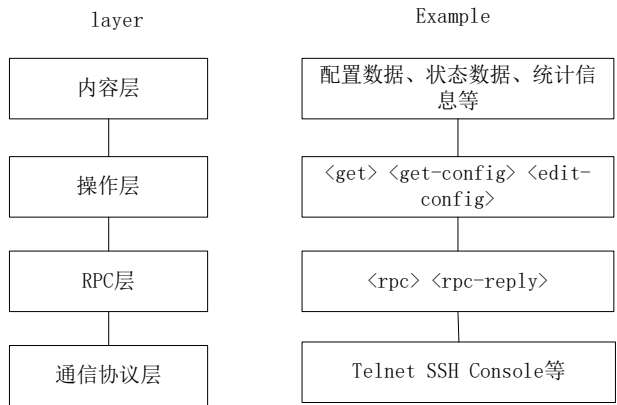 layer
Example
内容层
配置数据、状态数据、统计信
息等
操作层
<get> <get-config> <edit-
config>
RPC层
<rpc> <rpc-reply>
通信协议层
Telnet SSH Console等